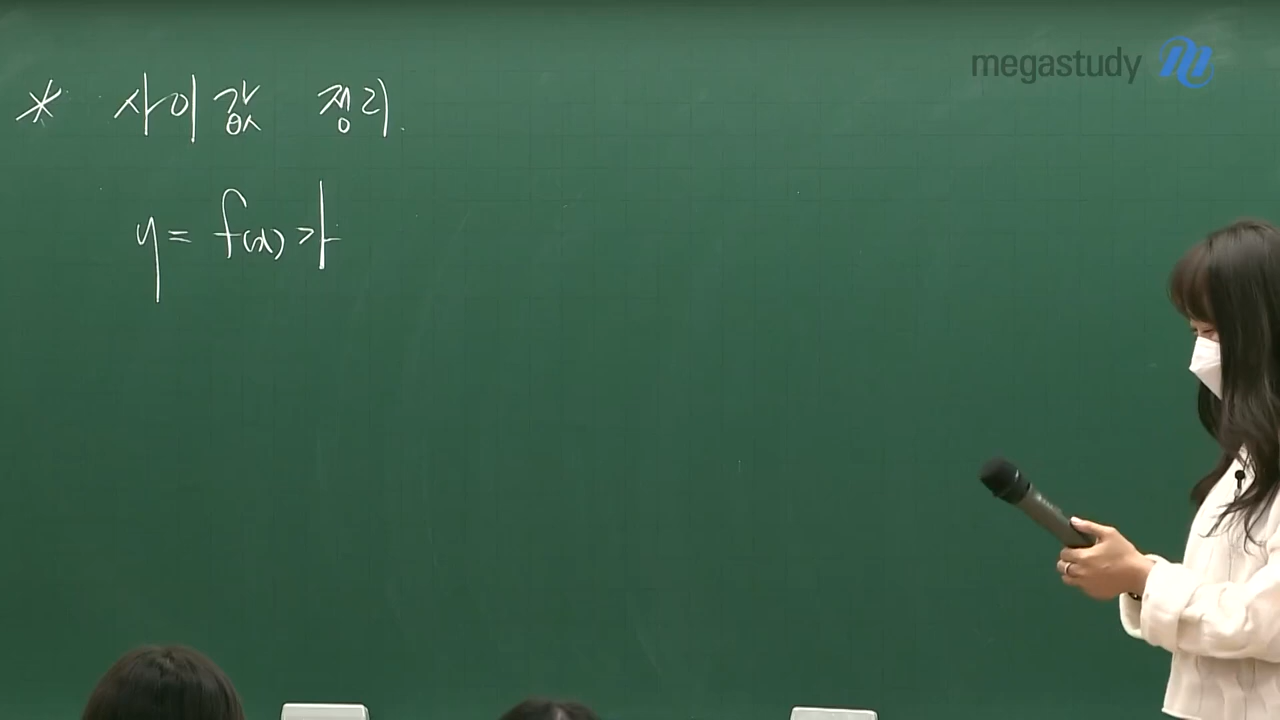 megastudy
* 사이값 정리.
y = f(x)가